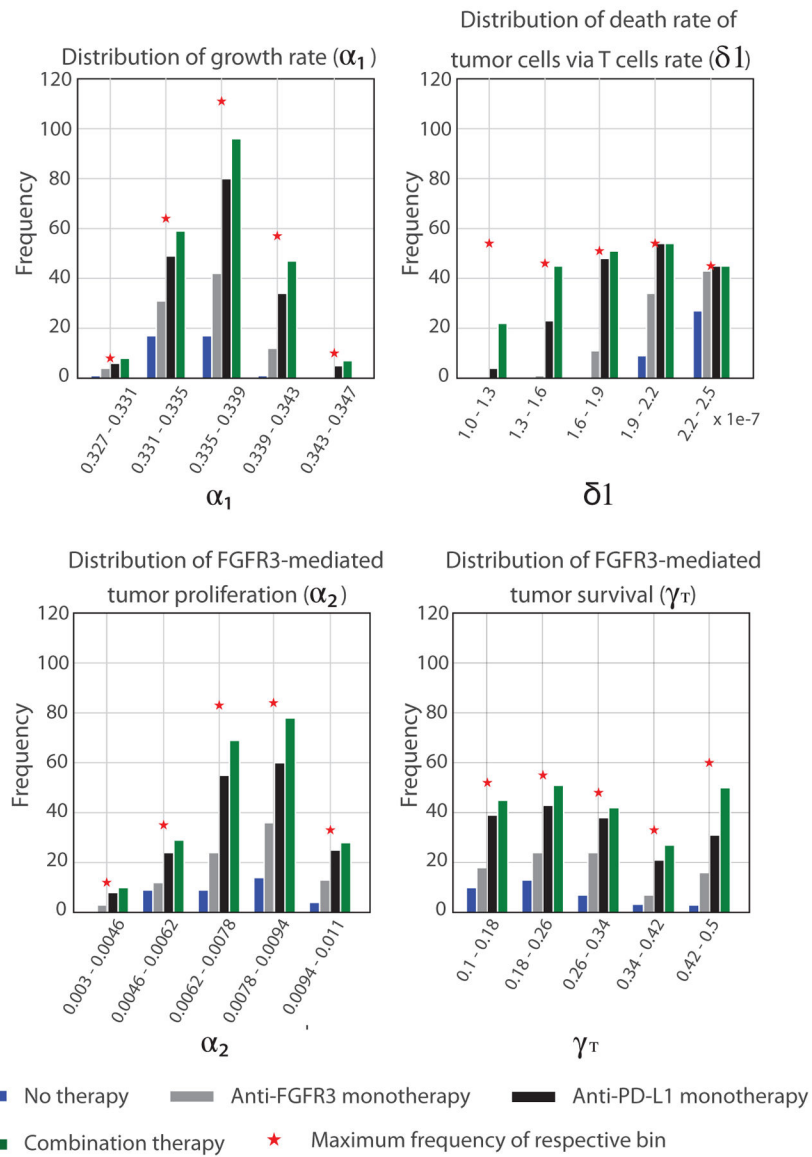 Distribution of growth rate (α₁ )
Frequency
120
100
80
60
40
20
0
0.327 - 0.331
0.331 - 0.335
0.335 - 0.339
0.339 - 0.343
0.343 - 0.347
α₁
Distribution of death rate of
tumor cells via T cells rate (δ1)
Frequency
120
100
80
60
40
20
0
1.0 - 1.3
1.3 - 1.6
1.6 - 1.9
1.9 - 2.2
2.2 - 2.5
x 1e-7
δ1
Distribution of FGFR3-mediated
tumor proliferation (α₂)
Frequency
120
100
80
60
40
20
0
0.003 - 0.0046
0.0046 - 0.0062
0.0062 - 0.0078
0.0078 - 0.0094
0.0094 - 0.011
α₂
Distribution of FGFR3-mediated
tumor survival (γT)
Frequency
120
100
80
60
40
20
0
0.1 - 0.18
0.18 - 0.26
0.26 - 0.34
0.34 - 0.42
0.42 - 0.5
γT
No therapy
Anti-FGFR3 monotherapy
Anti-PD-L1 monotherapy
Combination therapy
Maximum frequency of respective bin